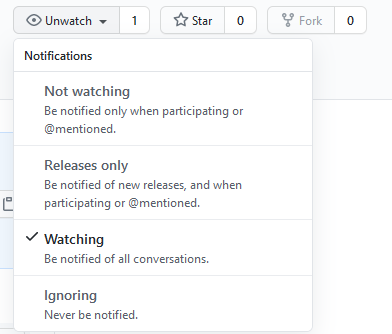 Unwatch 1 Star 0 Fork 0
Notifications
Not watching
Be notified only when participating or
@mentioned.
Releases only
Be notified of new releases, and when
participating or @mentioned.
Watching
Be notified of all conversations.
Ignoring
Never be notified.